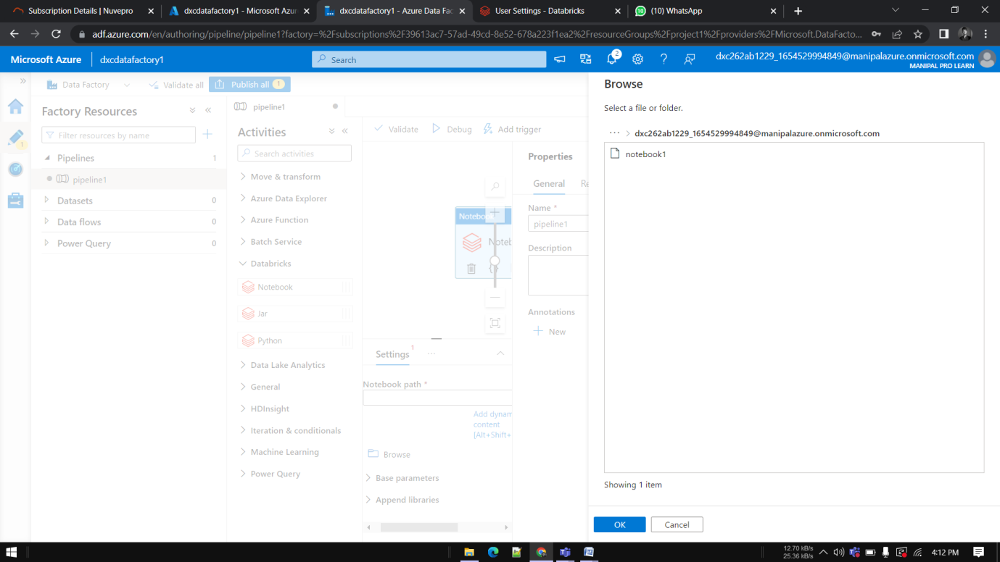 Subscription Details | Nuvepro
dxcdatafactory1 - Microsoft Azur
dxcdatafactory1 - Azure Data Fac
User Settings - Databricks
(10) WhatsApp
adf.azure.com/en/authoring/pipeline/pipeline1?factory=%2Fsubscriptions%2F39613ac7-57ad-49cd-8e52-678a223f1ea2%2FresourceGroups%2Fproject1%2Fproviders%2FMicrosoft.DataFacto...
Microsoft Azure
dxcdatafactory1
Search
2
dxc262ab1229_1654529994849@manipalazure.onmicrosoft.com
MANIPAL PRO LEARN
Data Factory
Validate all
Publish all 1
Factory Resources
Filter resources by name
1
Pipelines 1
pipeline1
Datasets 0
Data flows 0
Power Query 0
pipeline1
Activities
Search activities
Move & transform
Azure Data Explorer
Azure Function
Batch Service
Databricks
Notebook
Jar
Python
Data Lake Analytics
General
HDInsight
Iteration & conditionals
Machine Learning
Power Query
Validate
Debug
Add trigger
Notebook
Noteb
Settings 1
...
Notebook path *
Add dynam
content
[Alt+Shift+
Browse
Base parameters
Append libraries
Properties
General
Re
Name *
pipeline1
Description
Annotations
New
Browse
Select a file or folder.
... > dxc262ab1229_1654529994849@manipalazure.onmicrosoft.com
notebook1
Showing 1 item
OK
Cancel
12.70 kB/s
25.36 kB/s
4:12 PM